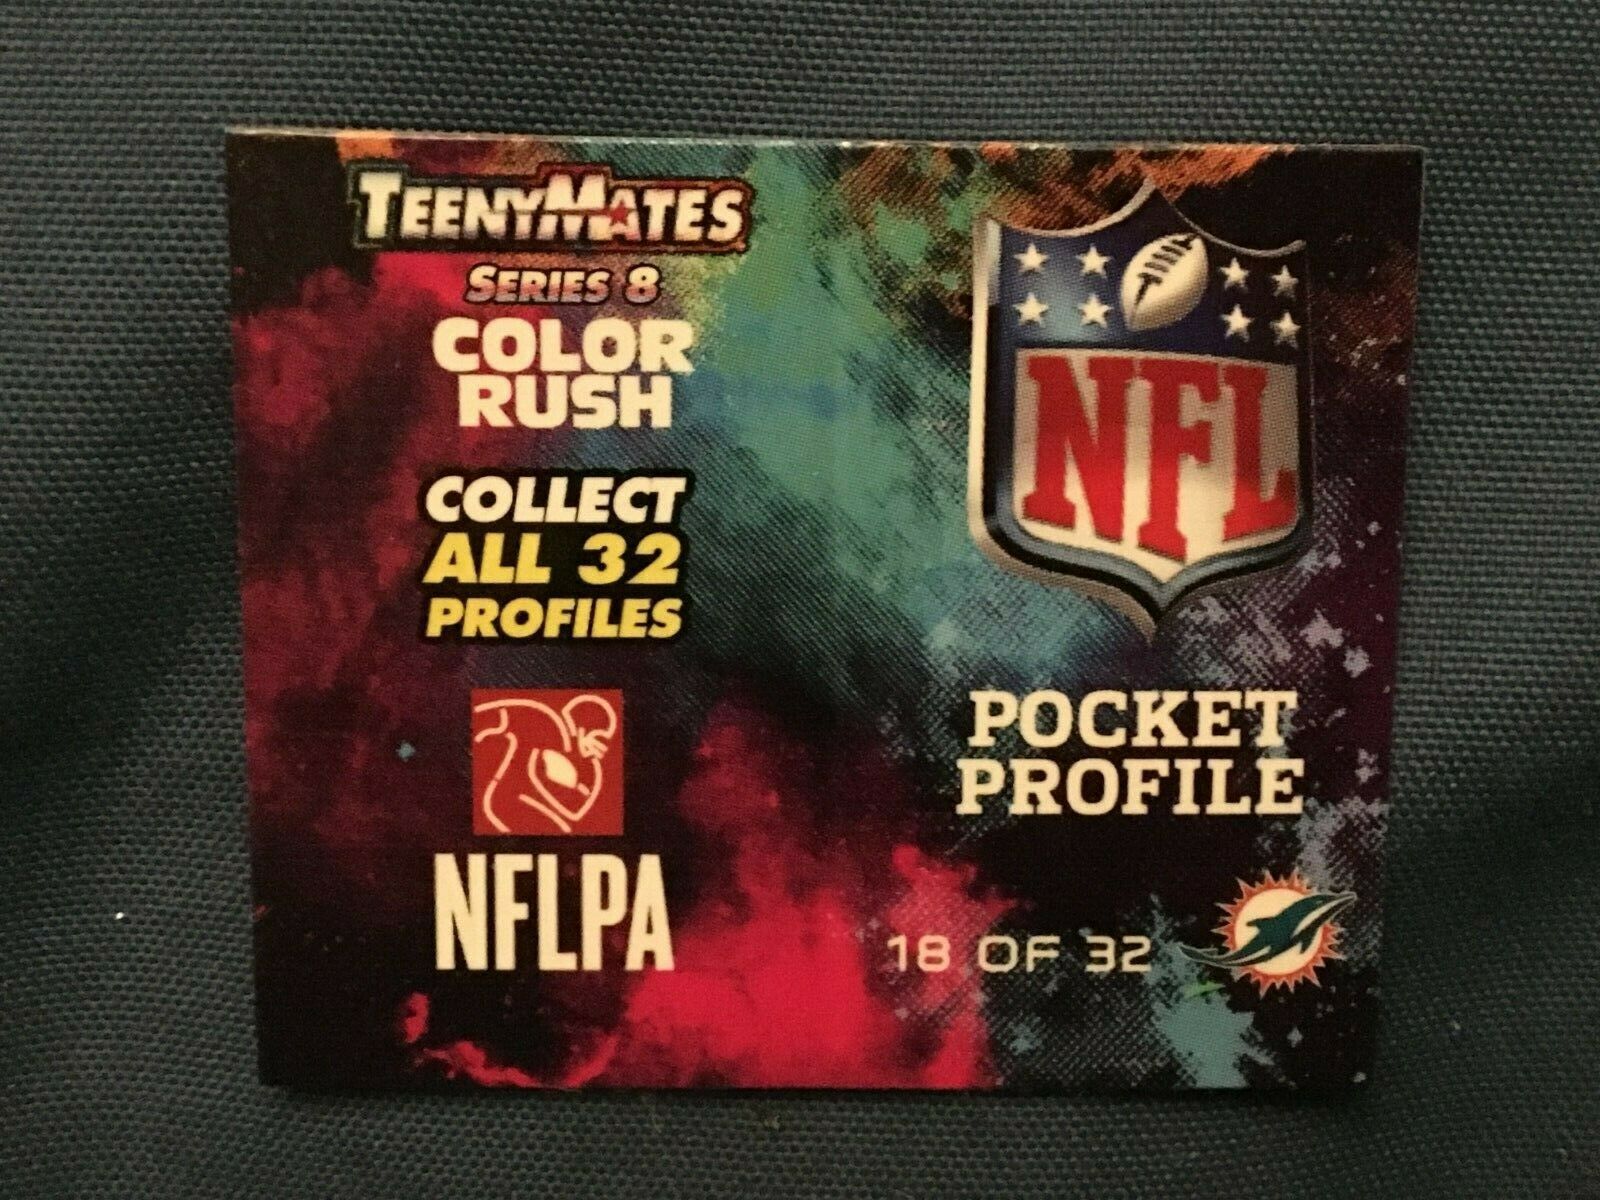 TEENYMATES
SERIES 8
COLOR
RUSH
COLLECT
ALL 32
PROFILES
NFLPA
NFL
POCKET
PROFILE
18 OF 32